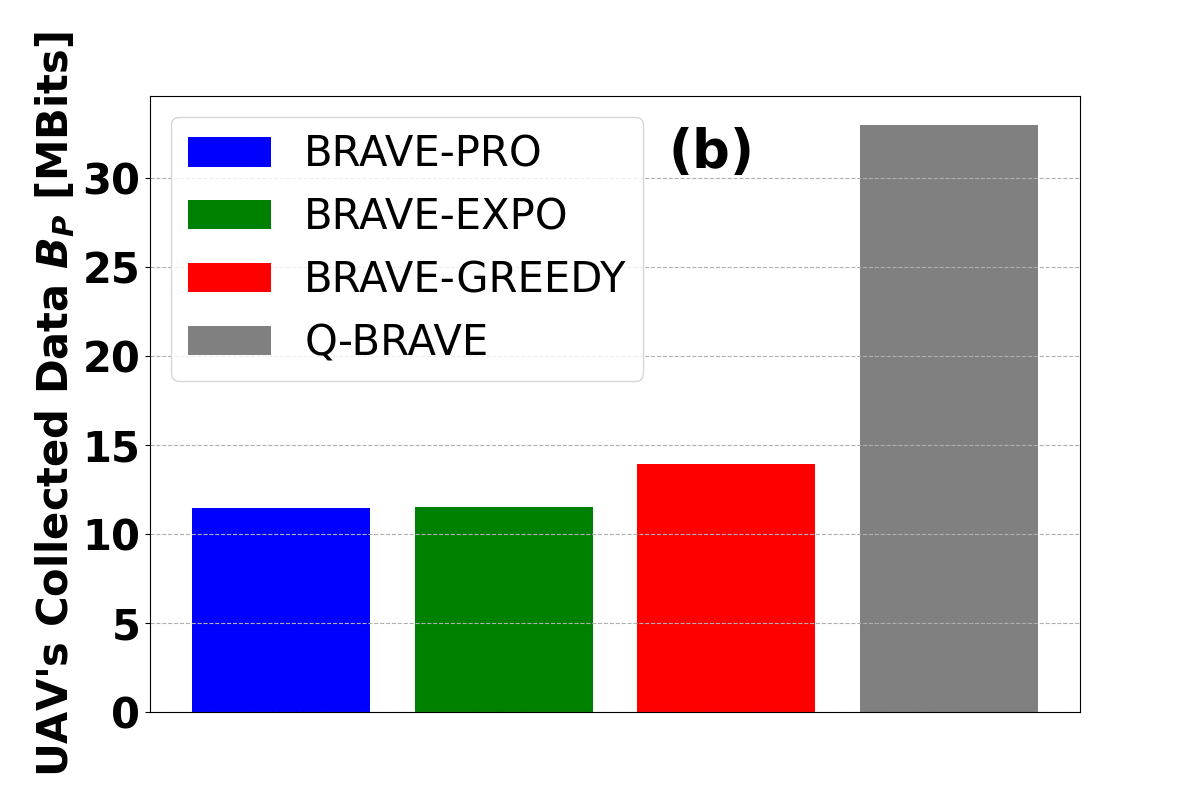 UAV's Collected Data B_P [MBits]
30
25
20
15
10
5
0
BRAVE-PRO
BRAVE-EXPO
BRAVE-GREEDY
Q-BRAVE
(b)